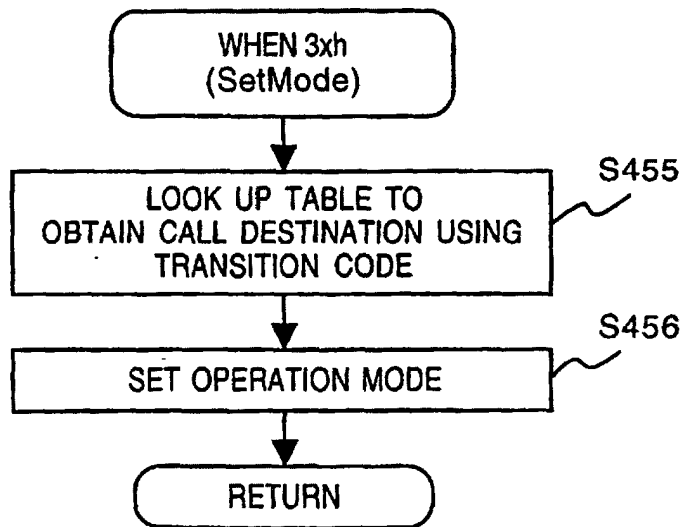 WHEN 3xh
(SetMode)
S455
LOOK UP TABLE TO
OBTAIN CALL DESTINATION USING
TRANSITION CODE
S456
SET OPERATION MODE
RETURN